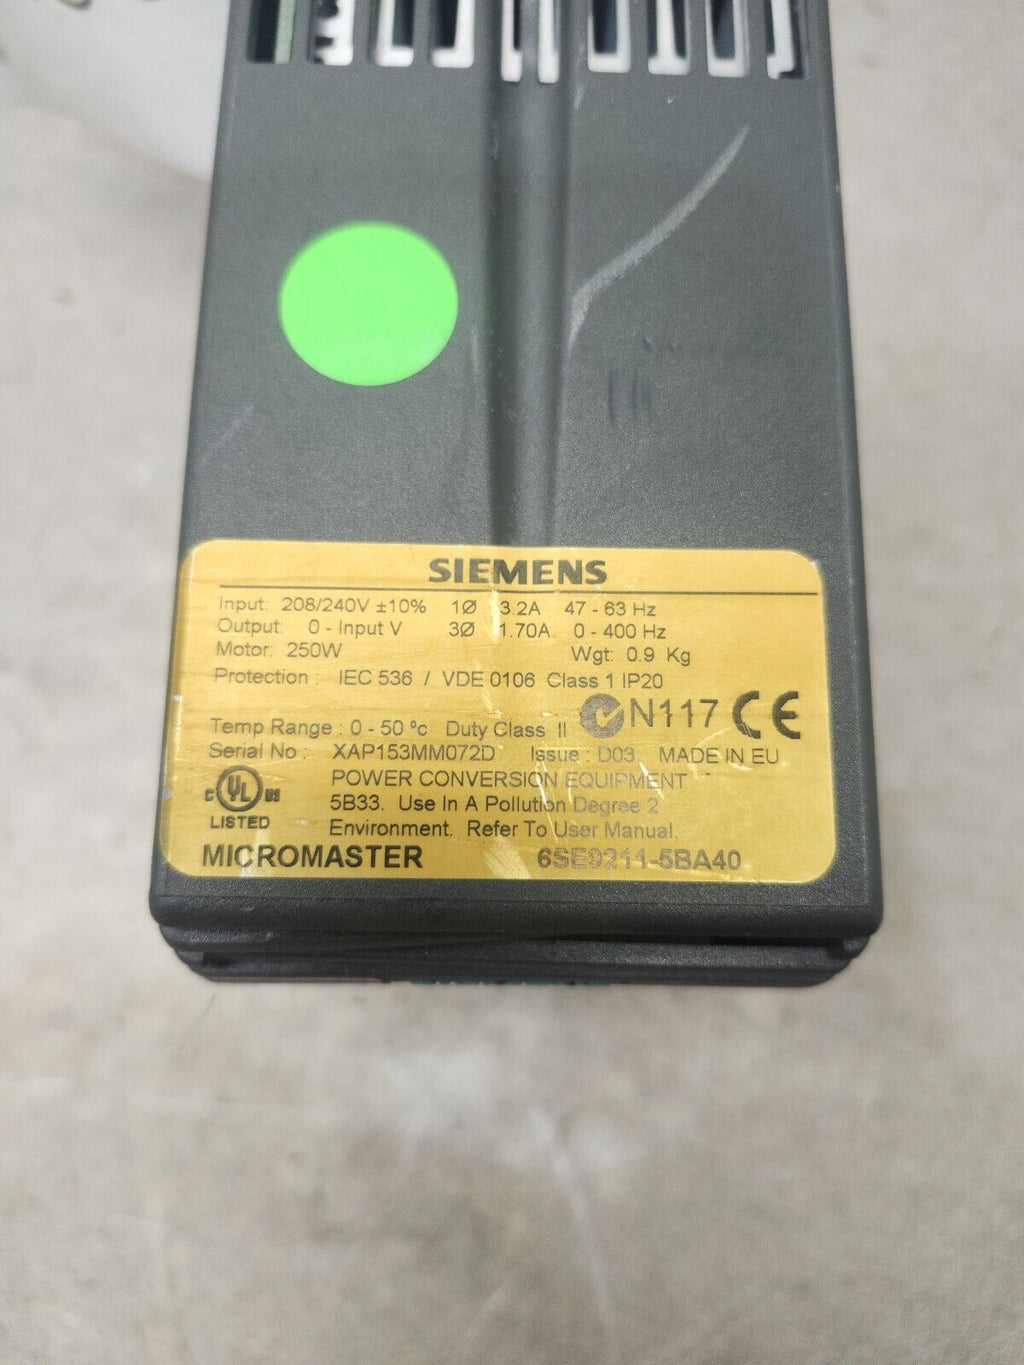 SIEMENS
Input: 208/240V ±10% 1Ø 3.2A 47 - 63 Hz
Output: 0 - Input V 3Ø 1.70A 0 - 400 Hz
Motor: 250W Wgt: 0.9 Kg
Protection : IEC 536 / VDE 0106 Class 1 IP20
N117 CE
Temp Range : 0 - 50 ºc Duty Class II
Serial No : XAP153MM072D Issue : D03 MADE IN EU
POWER CONVERSION EQUIPMENT
C UL US
5B33. Use In A Pollution Degree 2
LISTED
Environment. Refer To User Manual.
MICROMASTER 6SE9211-5BA40